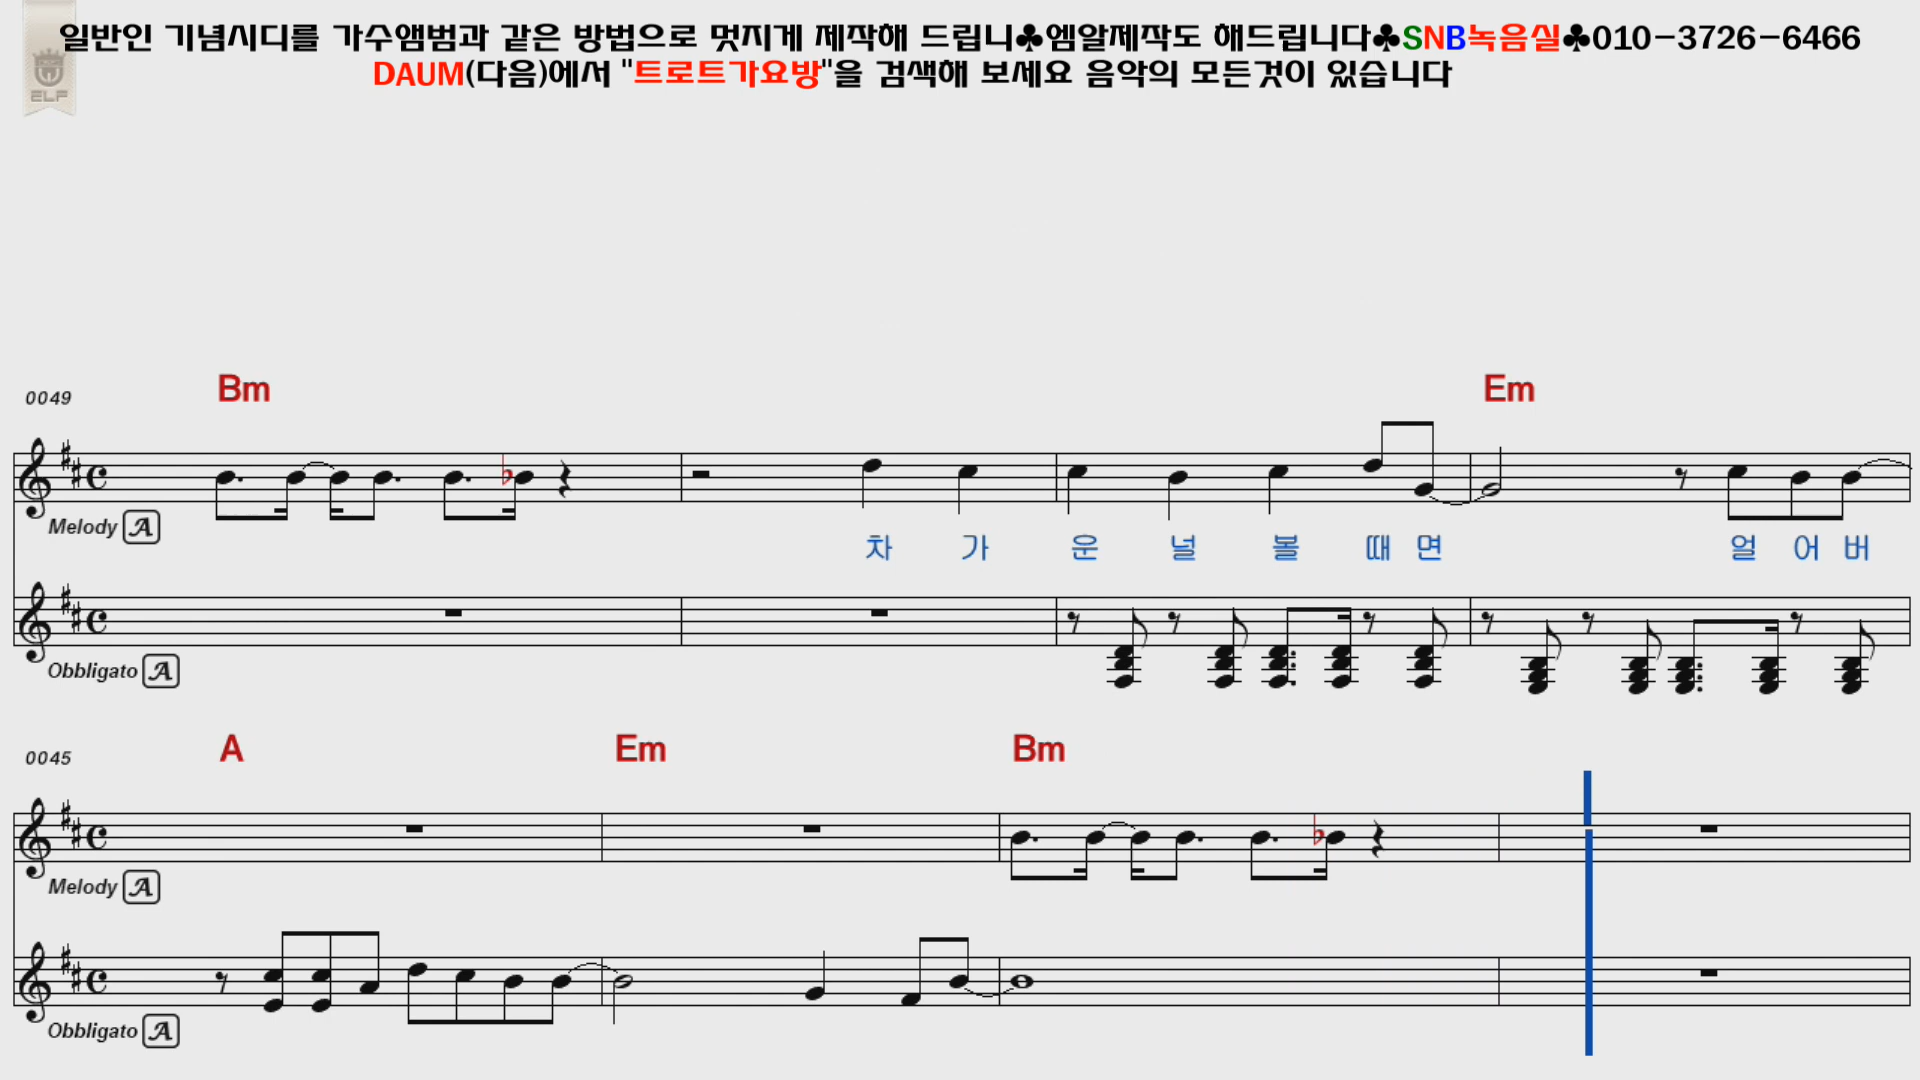 일반인 기념시디를 가수앰범과 같은 방법으로 멋지게 제작해 드립니♣엠알제작도 해드립니다♣SNB녹음실♣010-3726-6466
DAUM(다음)에서 "트로트가요방"을 검색해 보세요 음악의 모든것이 있습니다
ELF
0049 Bm Em
Melody A
차 가 운 널 볼 때 면 얼 어 버
Obbligato A
0045 A Em Bm
Melody A
Obbligato A